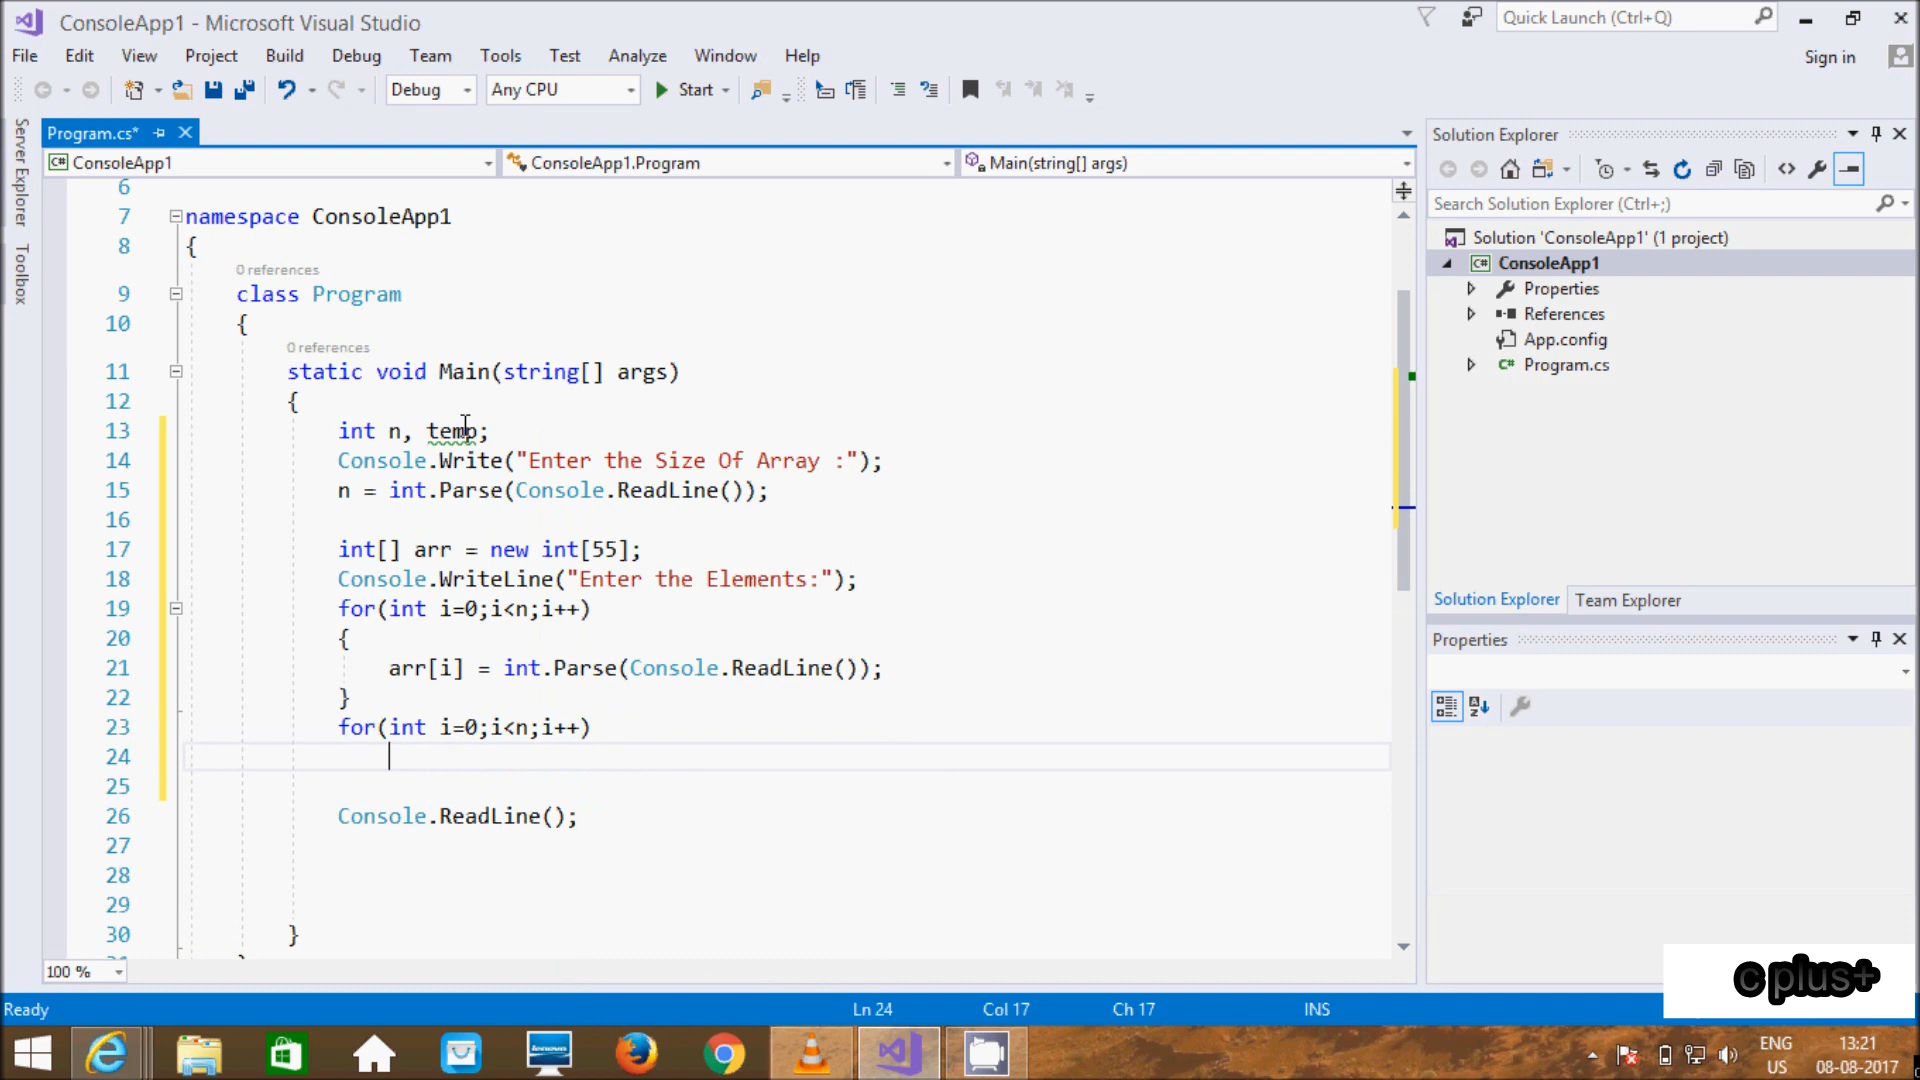 ConsoleApp1 - Microsoft Visual Studio
Quick Launch (Ctrl+Q)
File Edit View Project Build Debug Team Tools Test Analyze Window Help
Sign in
Debug Any CPU Start
Server Explorer
Toolbox
Program.cs*
ConsoleApp1 ConsoleApp1.Program Main(string[] args)
6
7 namespace ConsoleApp1
8 {
0 references
9 class Program
10 {
0 references
11 static void Main(string[] args)
12 {
13 int n, temp;
14 Console.Write("Enter the Size Of Array :");
15 n = int.Parse(Console.ReadLine());
16
17 int[] arr = new int[55];
18 Console.WriteLine("Enter the Elements:");
19 for(int i=0;i<n;i++)
20 {
21 arr[i] = int.Parse(Console.ReadLine());
22 }
23 for(int i=0;i<n;i++)
24
25
26 Console.ReadLine();
27
28
29
30 }
100 %
Solution Explorer
Search Solution Explorer (Ctrl+;)
Solution 'ConsoleApp1' (1 project)
C# ConsoleApp1
Properties
References
App.config
C# Program.cs
Solution Explorer Team Explorer
Properties
c plus+
Ready Ln 24 Col 17 Ch 17 INS
ENG 13:21
US 08-08-2017